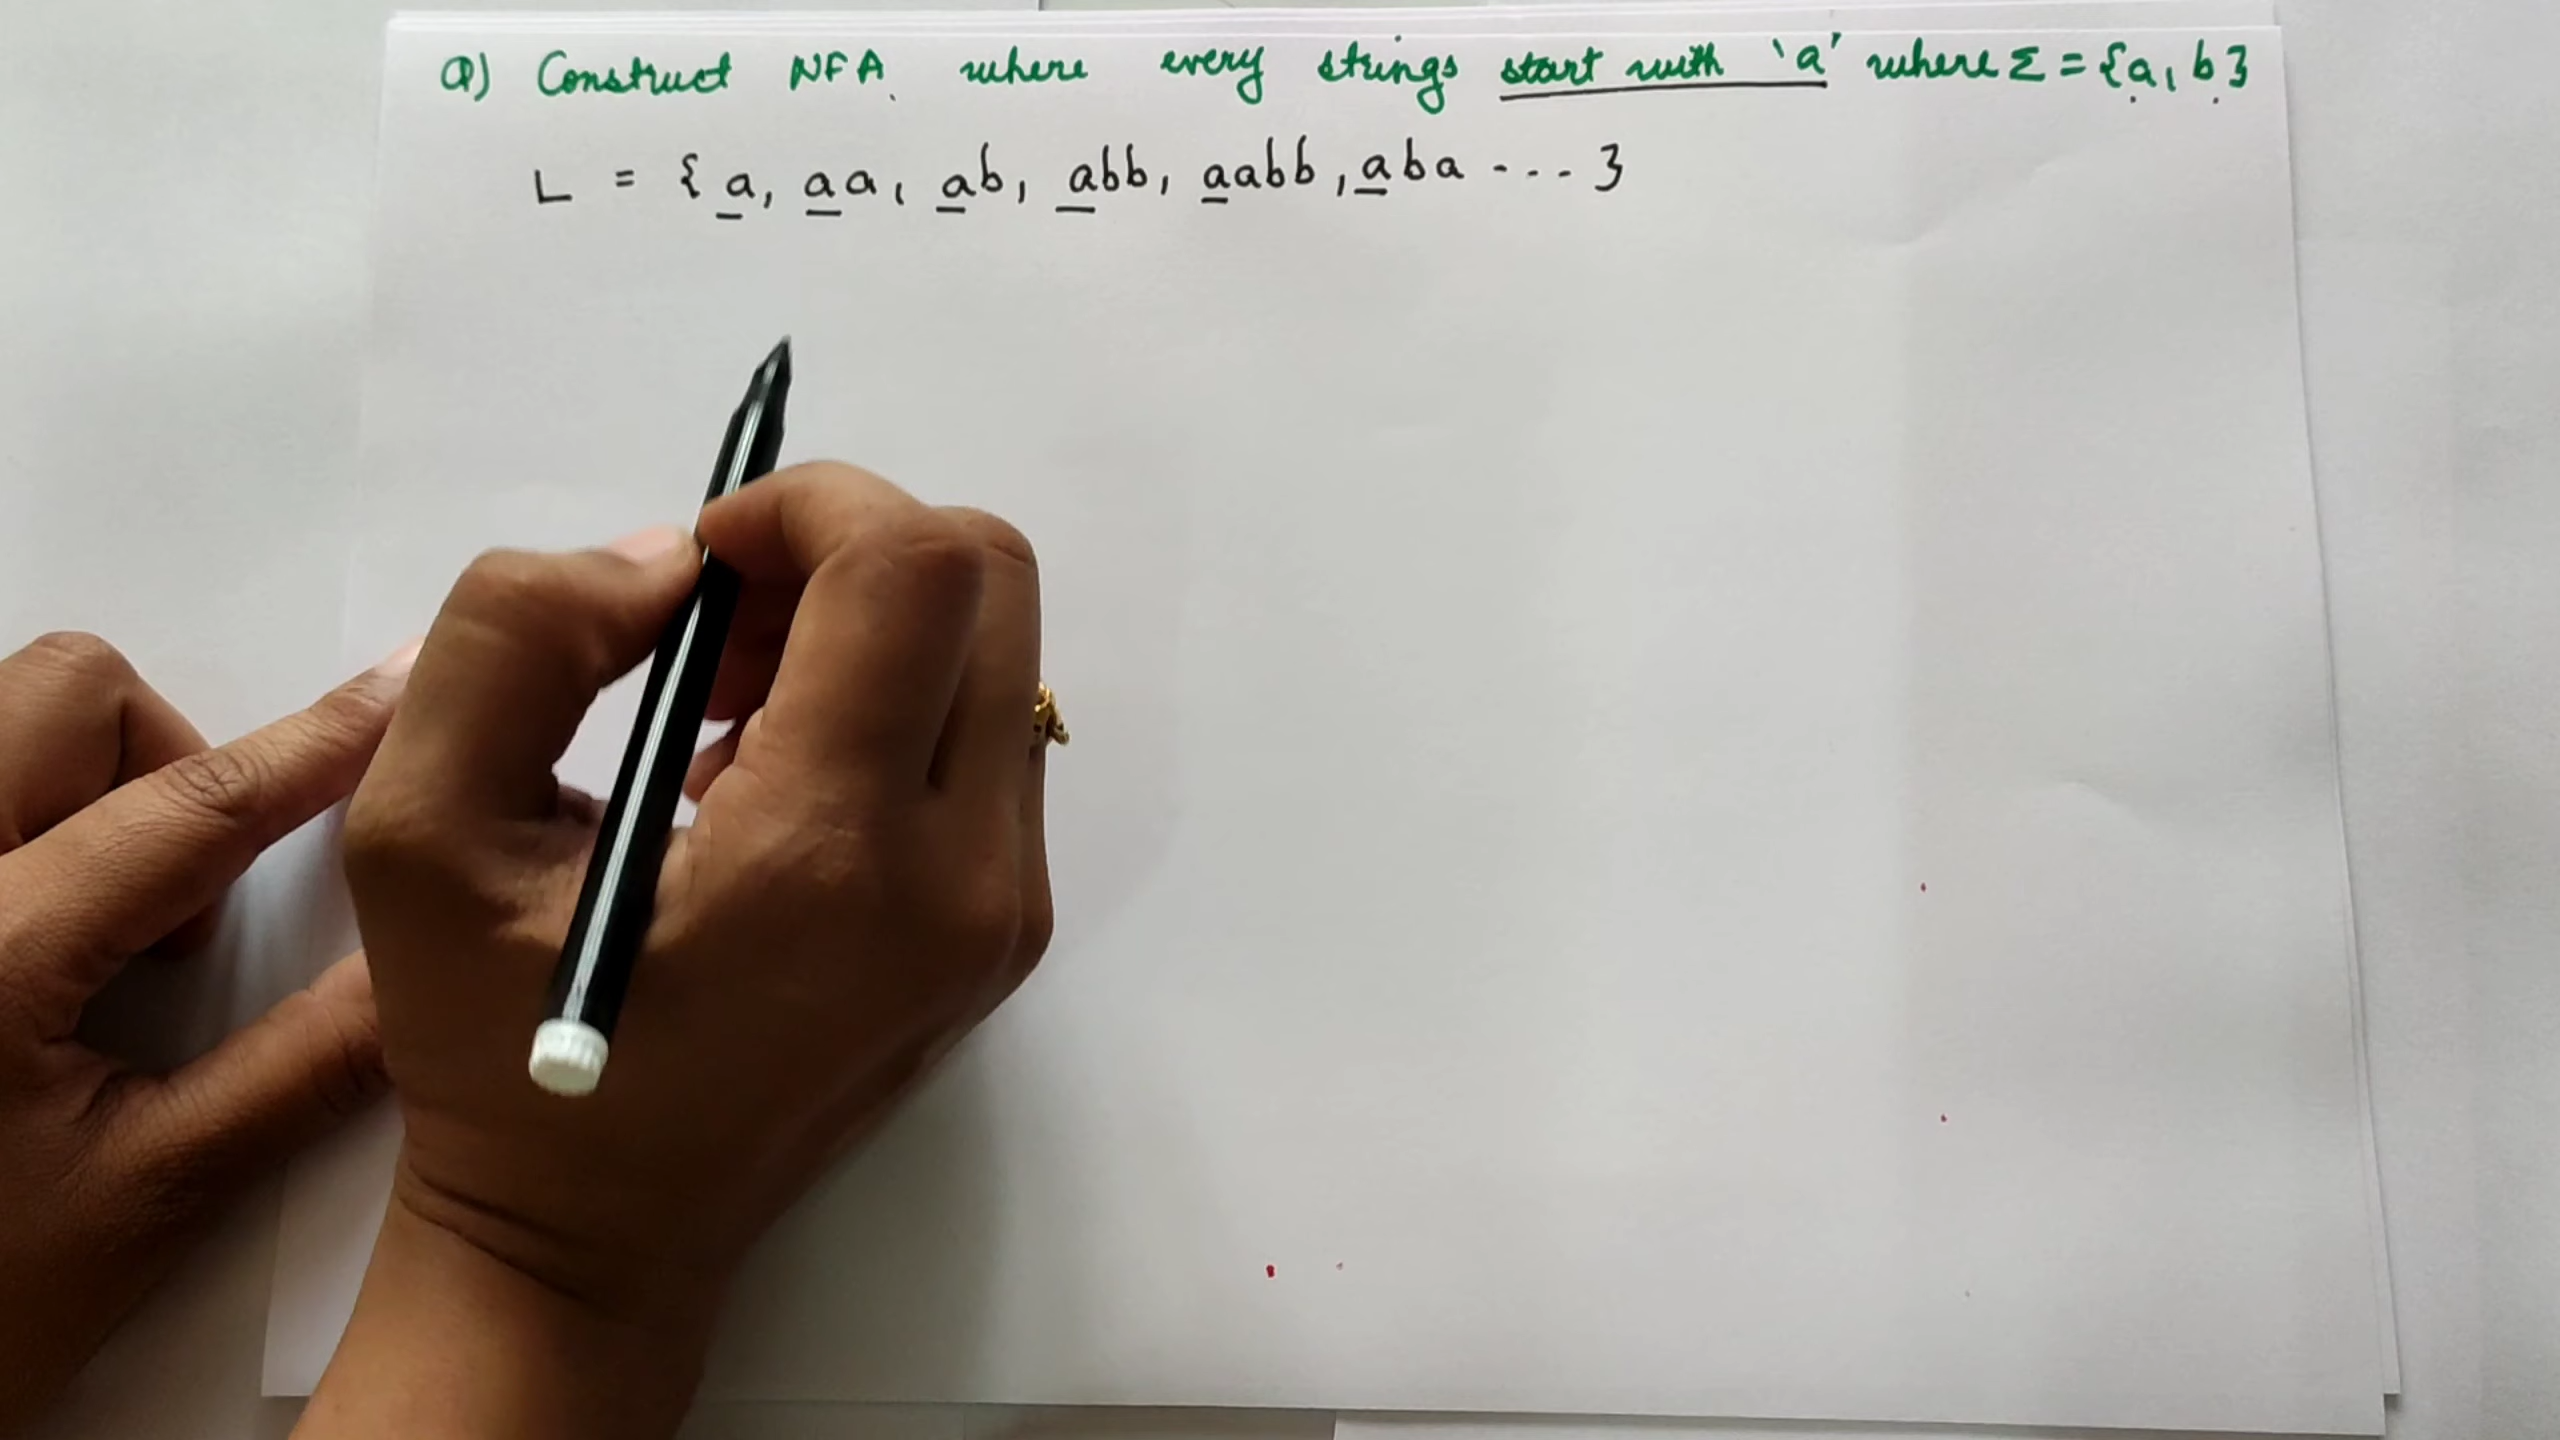 Q) Construct NFA where every strings start with 'a' where Σ = {a, b}
L = { a, aa, ab, abb, aabb, aba ---- }